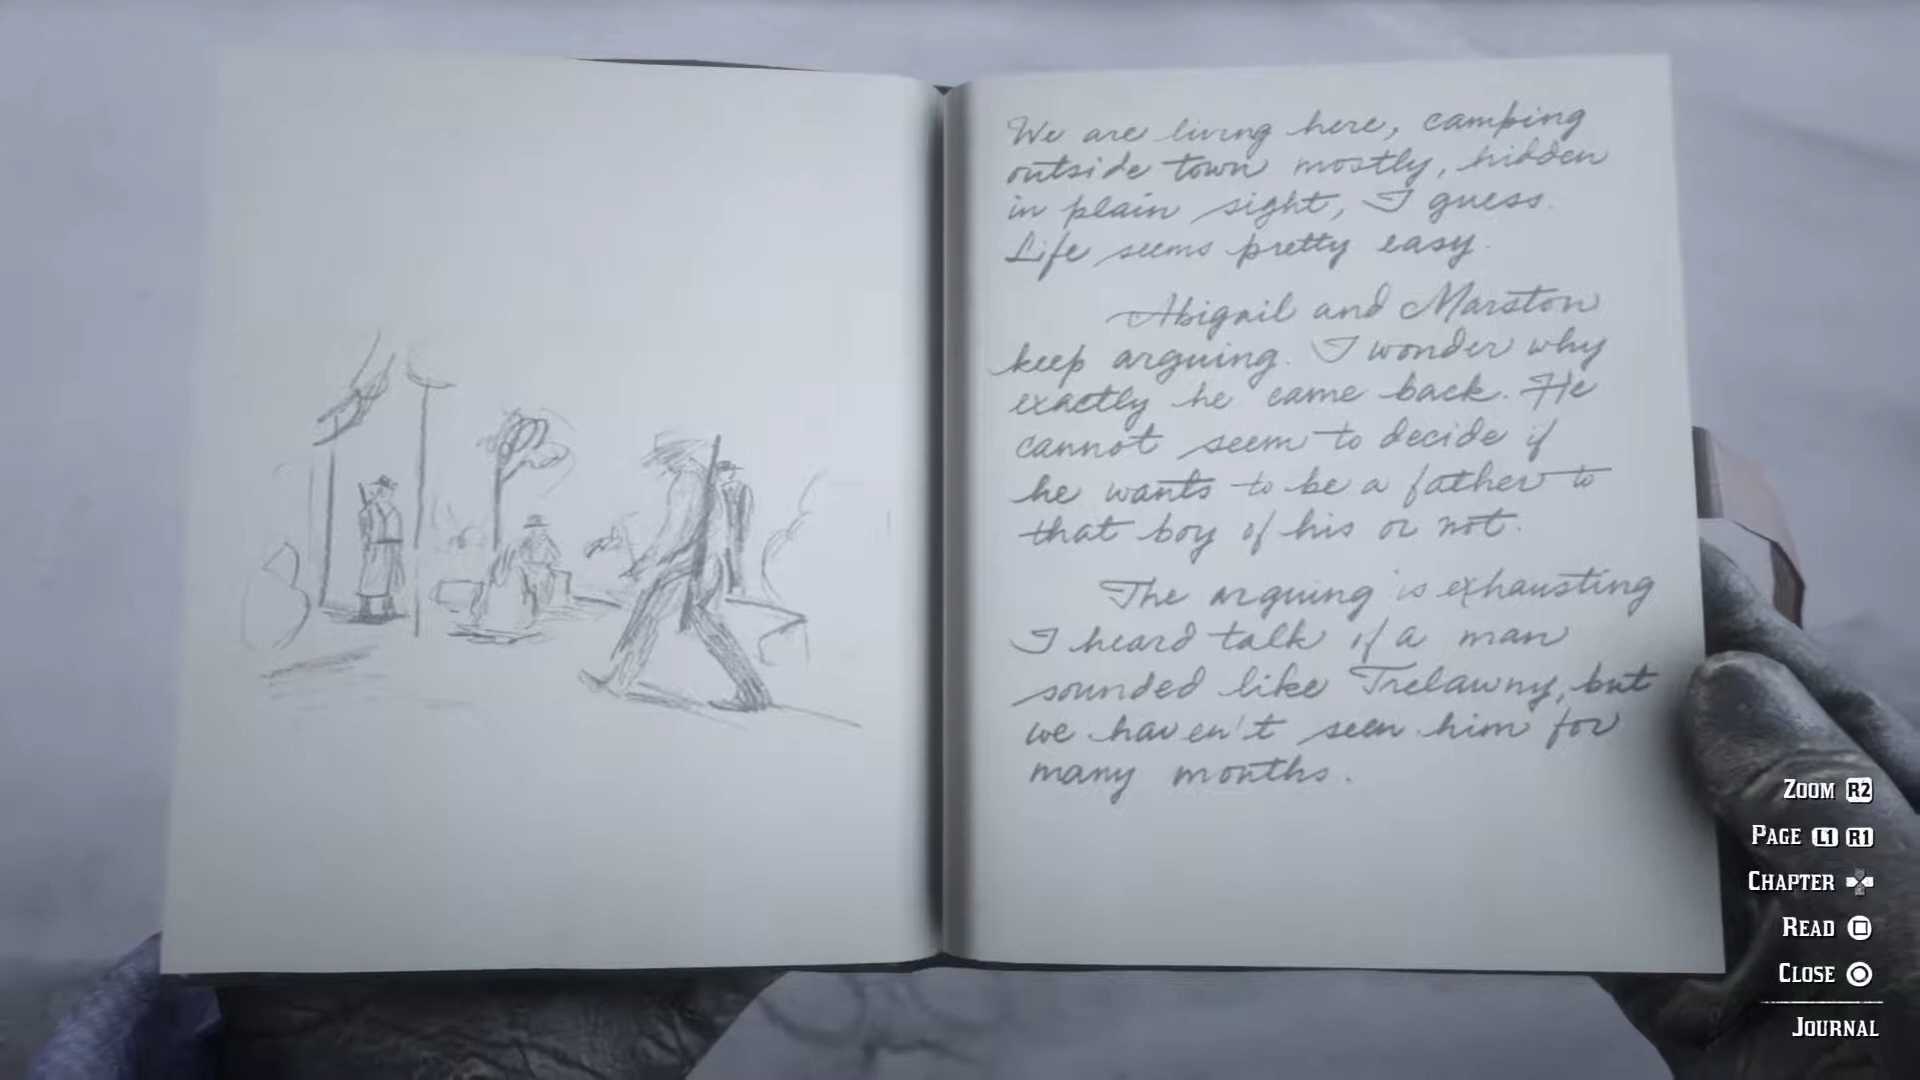 We are living here, camping
outside town mostly, hidden
in plain sight, I guess.
Life seems pretty easy.
Abigail and Marston
keep arguing. I wonder why
exactly he came back. He
cannot seem to decide if
he wants to be a father to
that boy of his or not.
The arguing is exhausting
I heard talk of a man
sounded like Trelawny, but
we haven't seen him for
many months.
ZOOM R2
PAGE L1 R1
CHAPTER
READ
CLOSE
JOURNAL